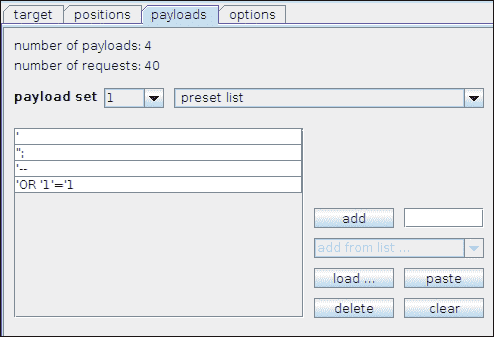 target positions payloads options
number of payloads: 4
number of requests: 40
payload set 1 preset list
'
";
'--
'OR '1'='1
add
add from list ...
load ... paste
delete clear